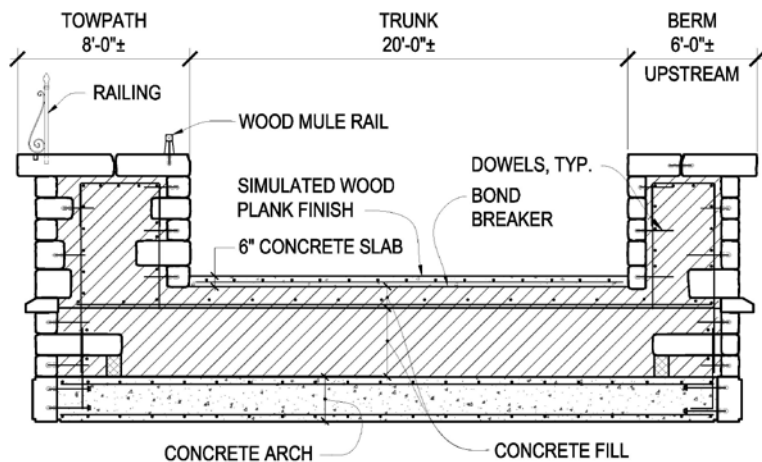 TOWPATH
8'-0"±
TRUNK
20'-0"±
BERM
6'-0"±
UPSTREAM
RAILING
WOOD MULE RAIL
SIMULATED WOOD
PLANK FINISH
6" CONCRETE SLAB
DOWELS, TYP.
BOND
BREAKER
CONCRETE ARCH
CONCRETE FILL